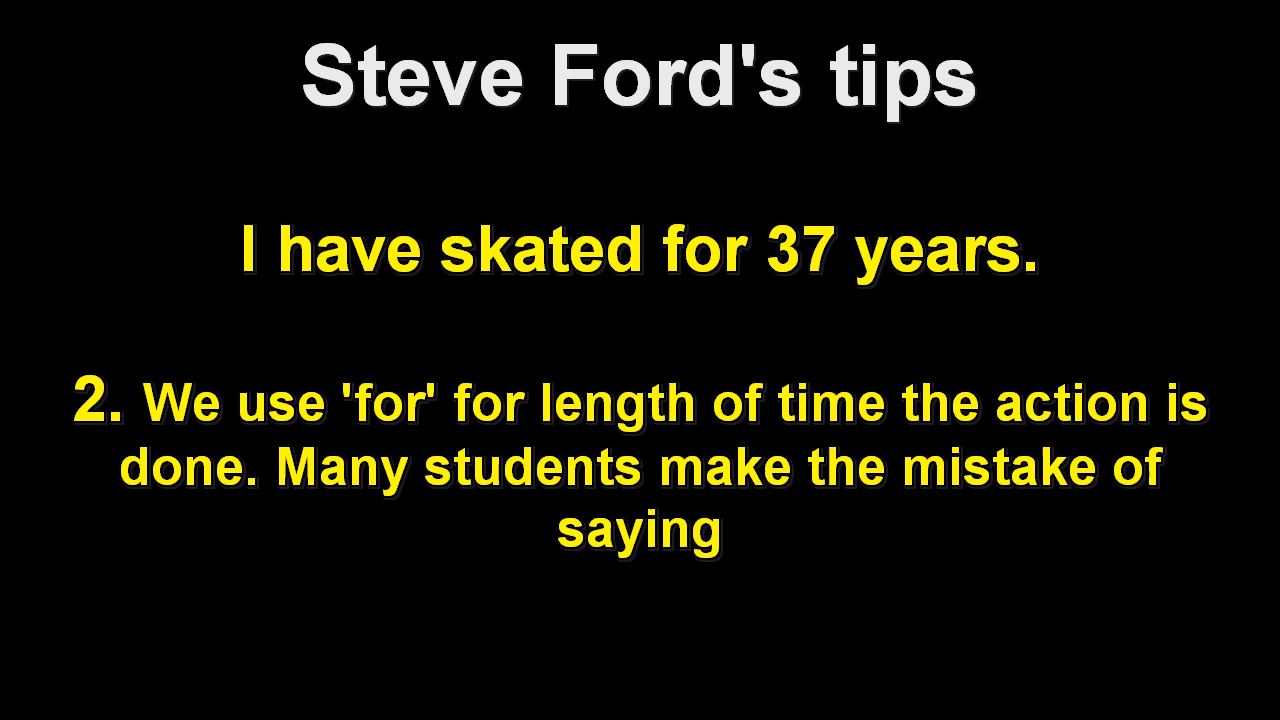 Steve Ford's tips
I have skated for 37 years.
2. We use 'for' for length of time the action is
done. Many students make the mistake of
saying